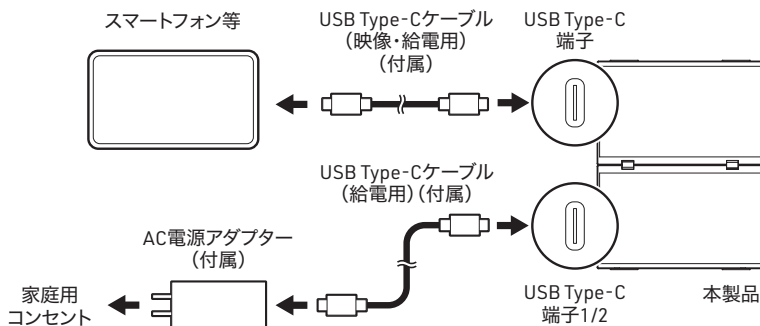 スマートフォン等
USB Type-Cケーブル
(映像・給電用)
(付属)
USB Type-C
端子
USB Type-Cケーブル
(給電用)(付属)
AC電源アダプター
(付属)
家庭用
コンセント
USB Type-C
端子1/2
本製品